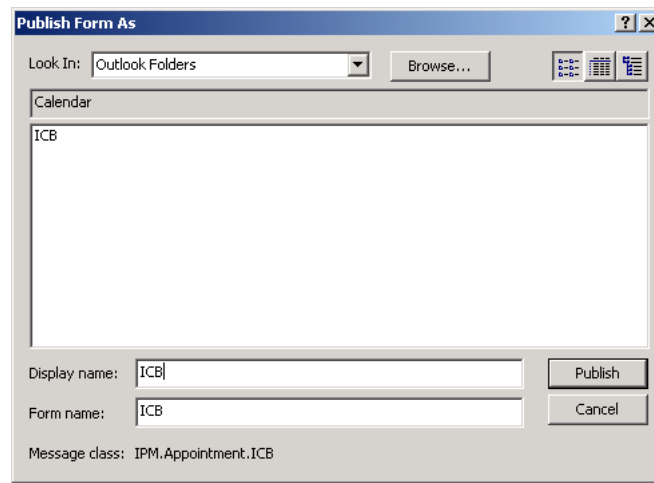 Publish Form As
Look In: Outlook Folders Browse...
Calendar
ICB
Display name: ICB Publish
Form name: ICB Cancel
Message class: IPM.Appointment.ICB